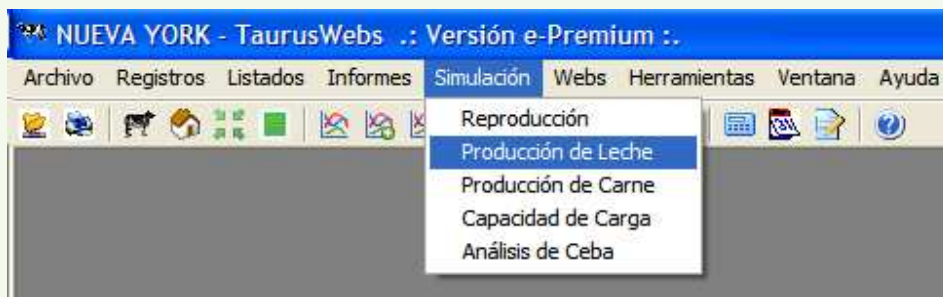 NUEVA YORK - TaurusWebs .: Versión e-Premium :.
Archivo Registros Listados Informes Simulación Webs Herramientas Ventana Ayuda
Reproducción
Producción de Leche
Producción de Carne
Capacidad de Carga
Análisis de Ceba